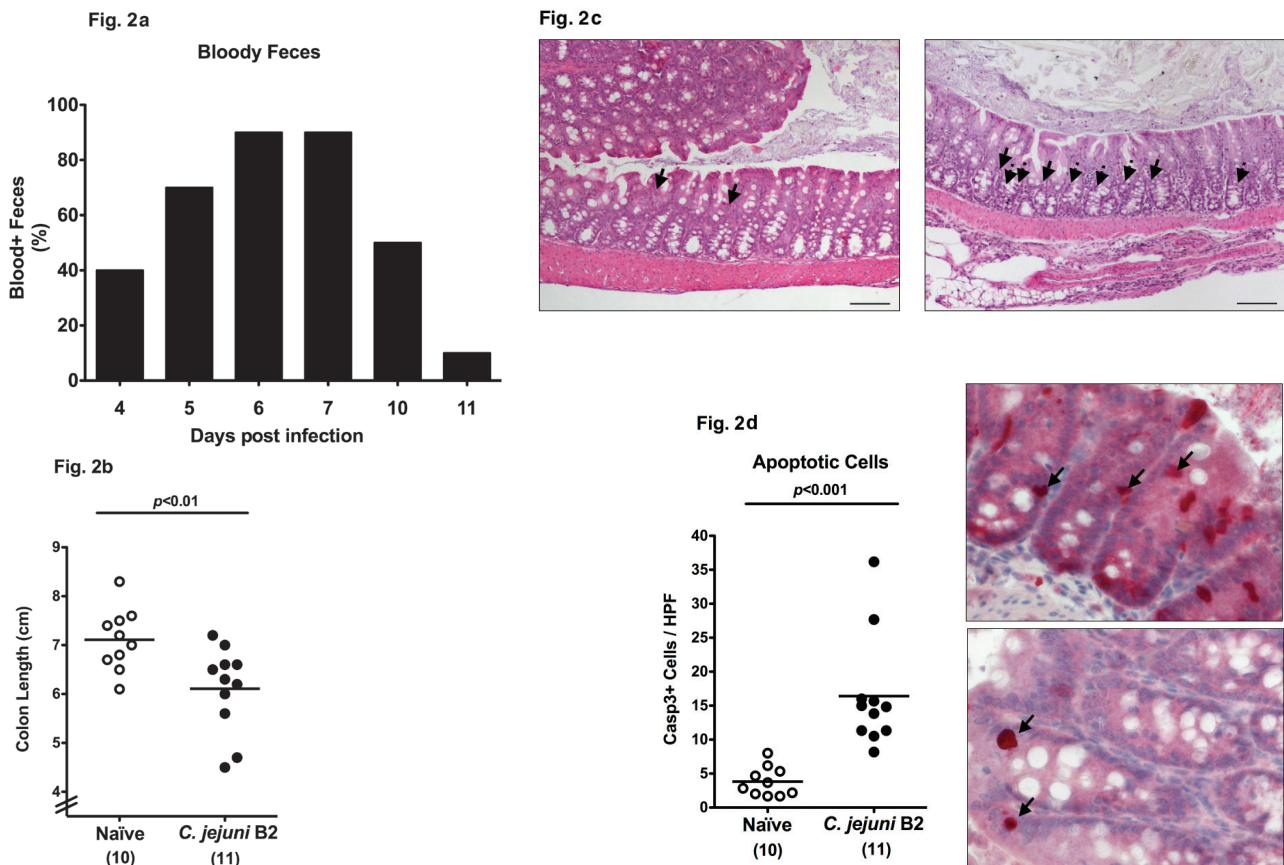 Fig. 2a
Bloody Feces
Blood+ Feces
(%)
100
80
60
40
20
0
4 5 6 7 10 11
Days post infection
Fig. 2b
p<0.01
Colon Length (cm)
9
8
7
6
5
4
Naïve C. jejuni B2
(10) (11)
Fig. 2c
Fig. 2d
Apoptotic Cells
p<0.001
Casp3+ Cells / HPF
40
35
30
25
20
15
10
5
0
Naïve C. jejuni B2
(10) (11)